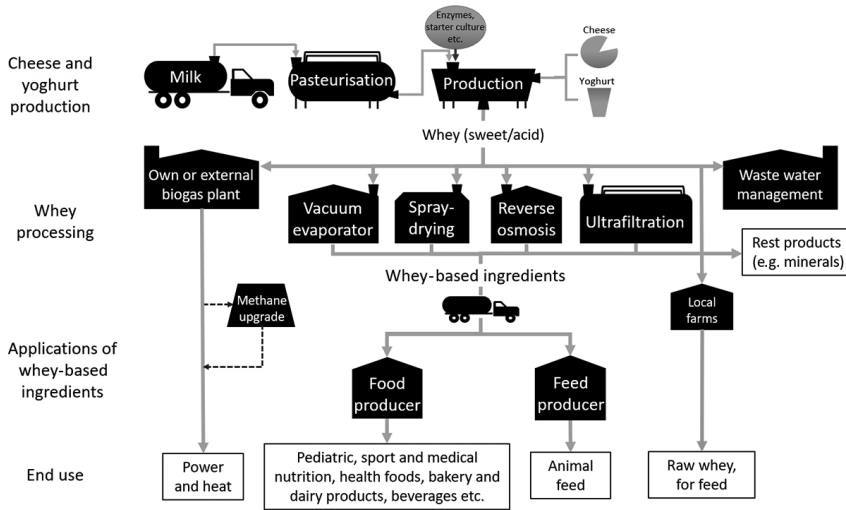 Enzymes,
starter culture
etc.
Cheese
Cheese and
yoghurt
production
Milk
Pasteurisation
Production
Yoghurt
Whey (sweet/acid)
Own or external
biogas plant
Waste water
management
Whey
processing
Vacuum
evaporator
Spray-
drying
Reverse
osmosis
Ultrafiltration
Rest products
(e.g. minerals)
Whey-based ingredients
Methane
upgrade
Local
farms
Applications of
whey-based
ingredients
Food
producer
Feed
producer
End use
Power
and heat
Pediatric, sport and medical
nutrition, health foods, bakery and
dairy products, beverages etc.
Animal
feed
Raw whey,
for feed